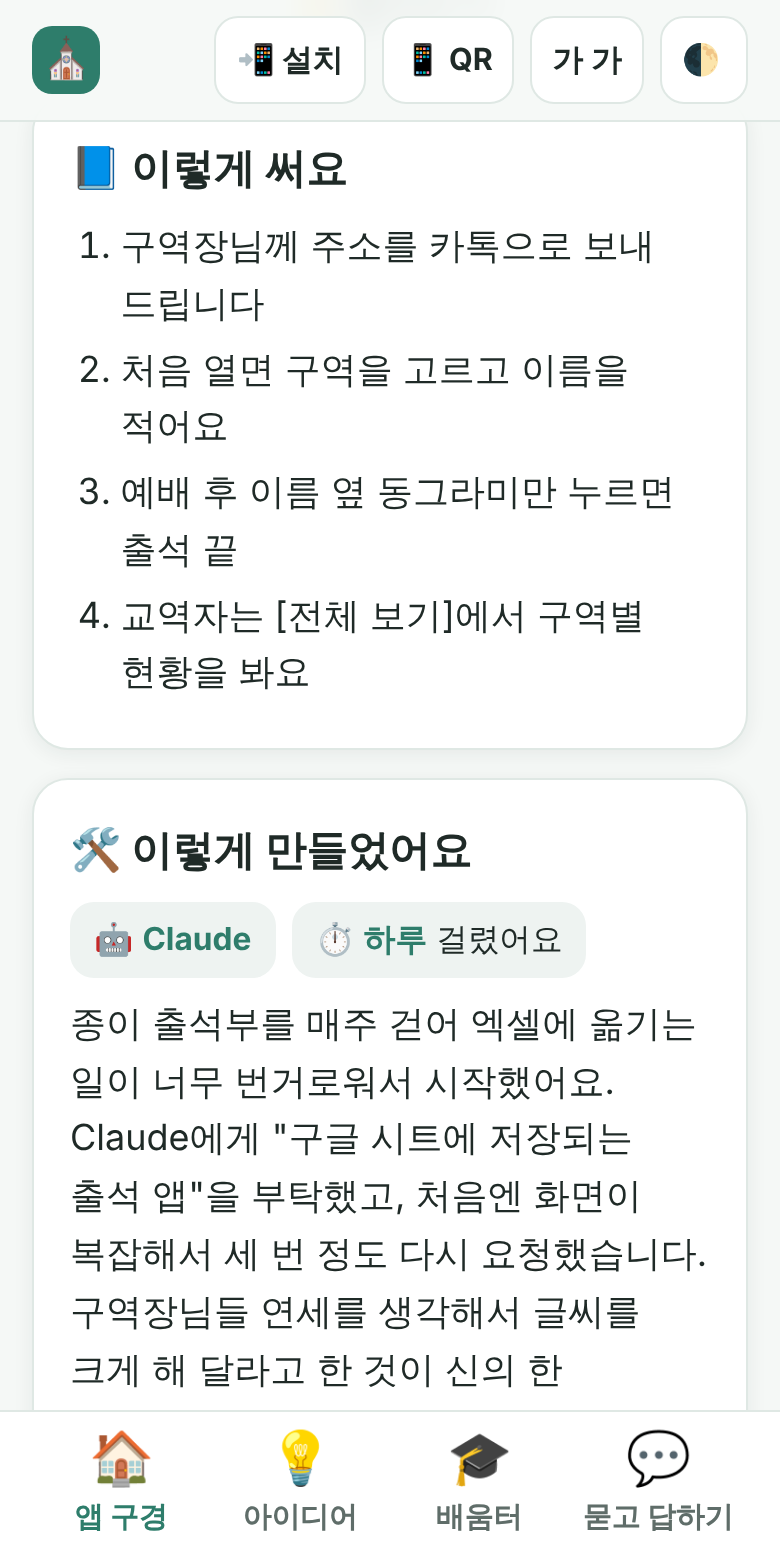 설치
QR
가 가
이렇게 써요
1. 구역장님께 주소를 카톡으로 보내
드립니다
2. 처음 열면 구역을 고르고 이름을
적어요
3. 예배 후 이름 옆 동그라미만 누르면
출석 끝
4. 교역자는 [전체 보기]에서 구역별
현황을 봐요
이렇게 만들었어요
Claude
하루 걸렸어요
종이 출석부를 매주 걷어 엑셀에 옮기는
일이 너무 번거로워서 시작했어요.
Claude에게 "구글 시트에 저장되는
출석 앱"을 부탁했고, 처음엔 화면이
복잡해서 세 번 정도 다시 요청했습니다.
구역장님들 연세를 생각해서 글씨를
크게 해 달라고 한 것이 신의 한
앱 구경
아이디어
배움터
묻고 답하기